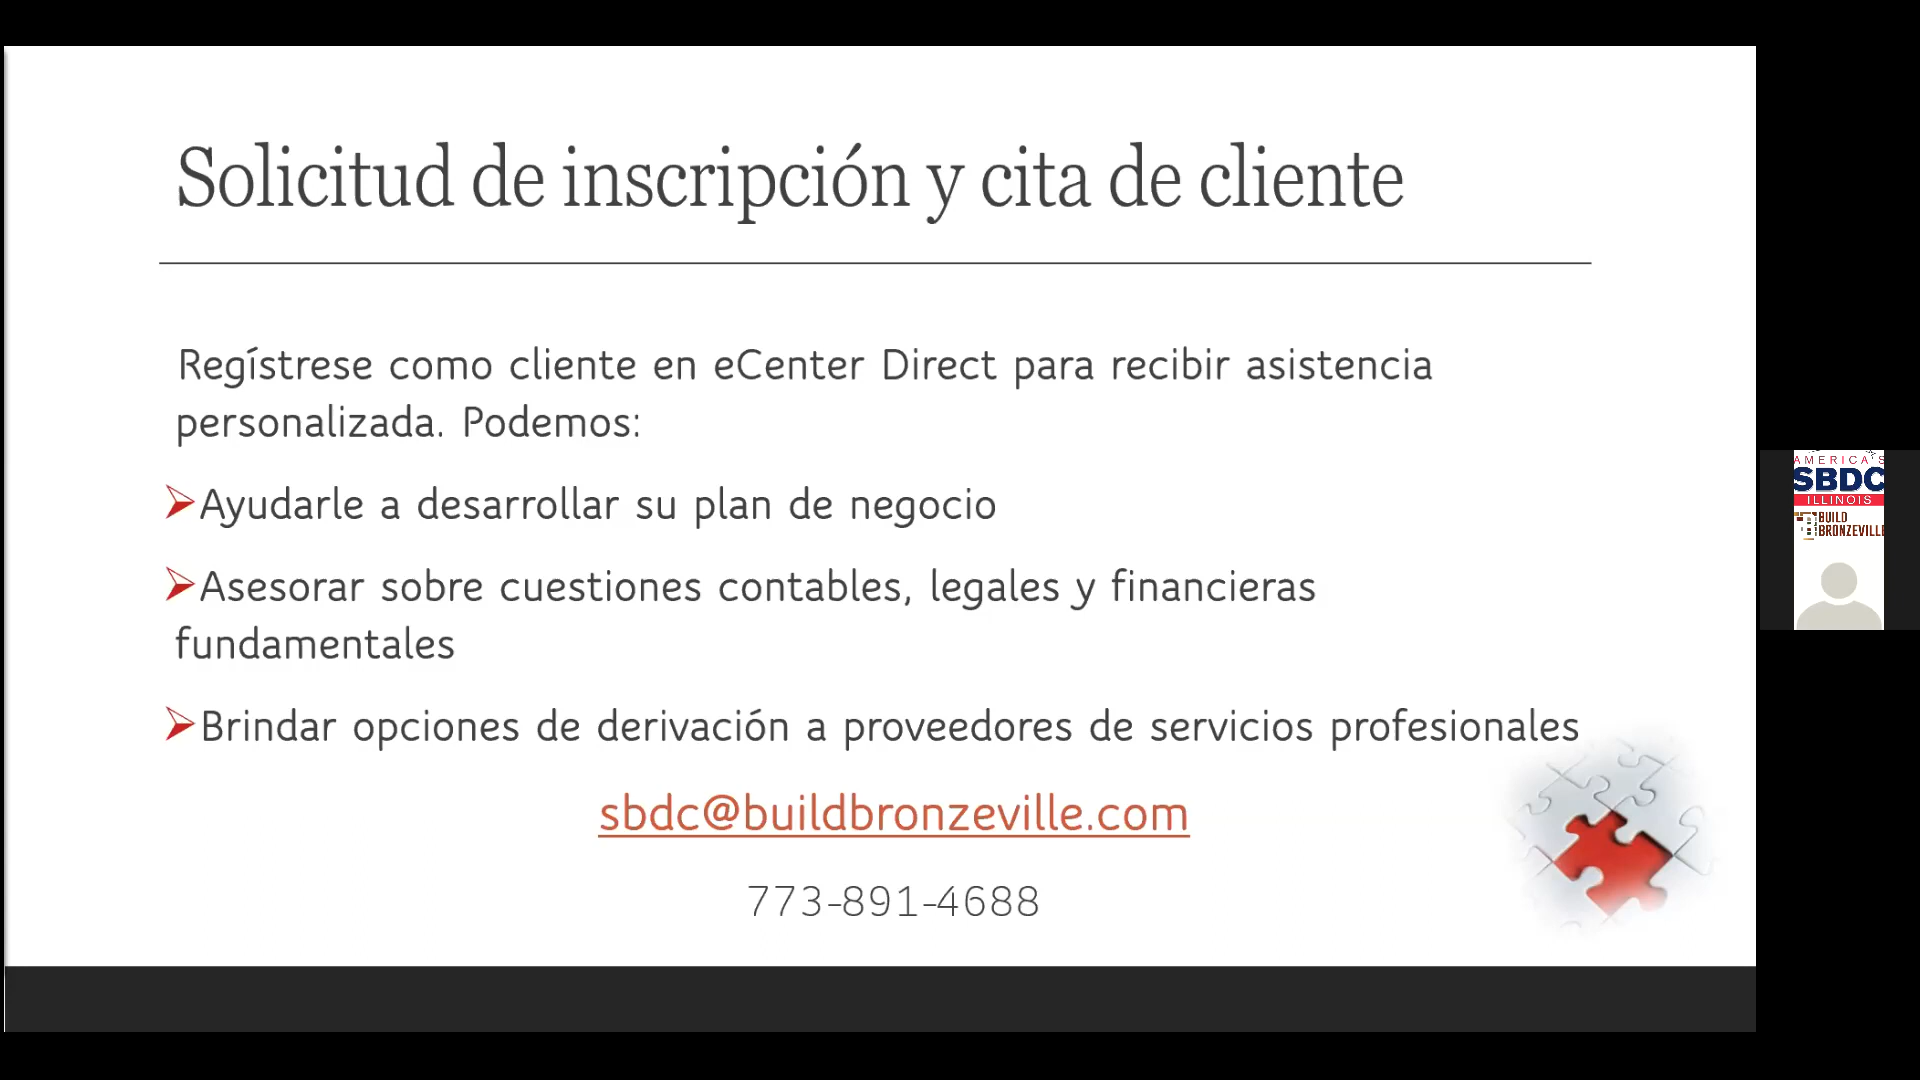 Solicitud de inscripción y cita de cliente
Regístrese como cliente en eCenter Direct para recibir asistencia
personalizada. Podemos:
Ayudarle a desarrollar su plan de negocio
Asesorar sobre cuestiones contables, legales y financieras
fundamentales
Brindar opciones de derivación a proveedores de servicios profesionales
sbdc@buildbronzeville.com
773-891-4688
AMERICA'S
SBDC
ILLINOIS
BUILD
BRONZEVILLE